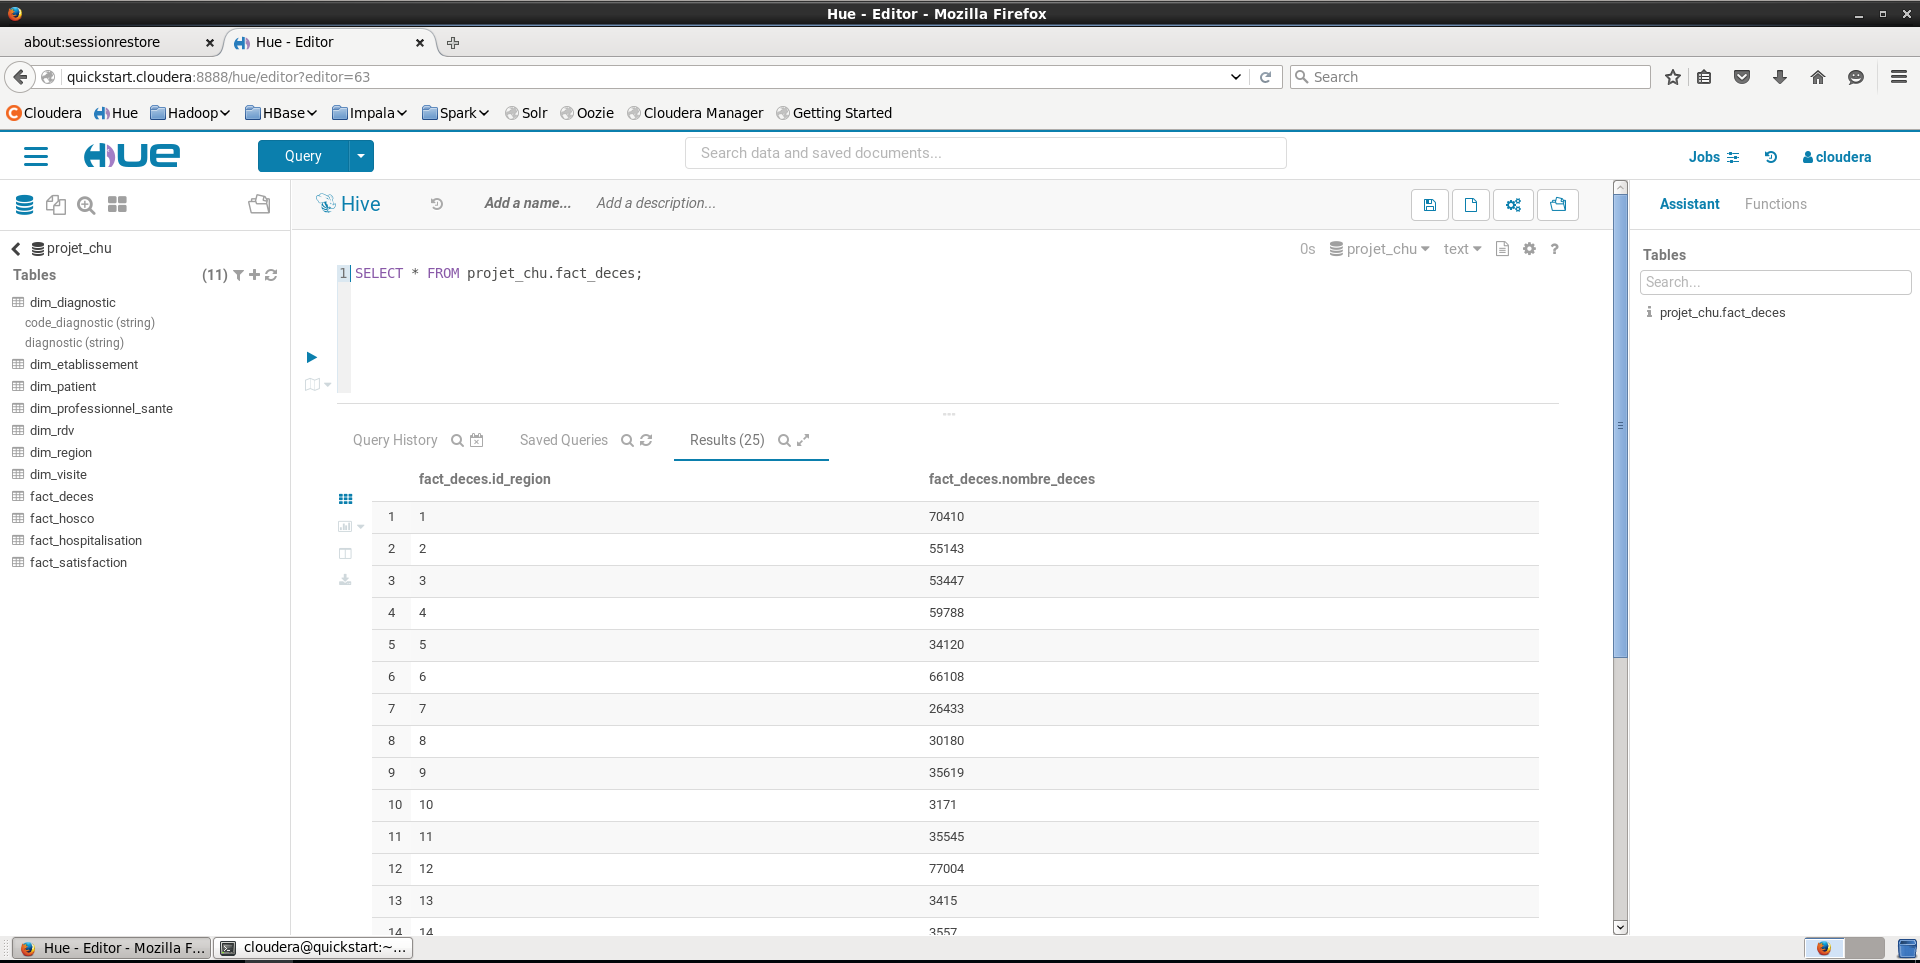 Hue - Editor - Mozilla Firefox
about:sessionrestore
Hue - Editor
quickstart.cloudera:8888/hue/editor?editor=63
Search
Cloudera Hue Hadoop HBase Impala Spark Solr Oozie Cloudera Manager Getting Started
HUE
Query
Search data and saved documents...
Jobs
cloudera
Hive
Add a name...
Add a description...
Assistant
Functions
projet_chu
Tables
(11)
dim_diagnostic
code_diagnostic (string)
diagnostic (string)
dim_etablissement
dim_patient
dim_professionnel_sante
dim_rdv
dim_region
dim_visite
fact_deces
fact_hosco
fact_hospitalisation
fact_satisfaction
0s projet_chu text ?
1 SELECT * FROM projet_chu.fact_deces;
Query History
Saved Queries
Results (25)
fact_deces.id_region fact_deces.nombre_deces
1 1 70410
2 2 55143
3 3 53447
4 4 59788
5 5 34120
6 6 66108
7 7 26433
8 8 30180
9 9 35619
10 10 3171
11 11 35545
12 12 77004
13 13 3415
14 14 3557
Tables
Search...
projet_chu.fact_deces
Hue - Editor - Mozilla F...
cloudera@quickstart:~...